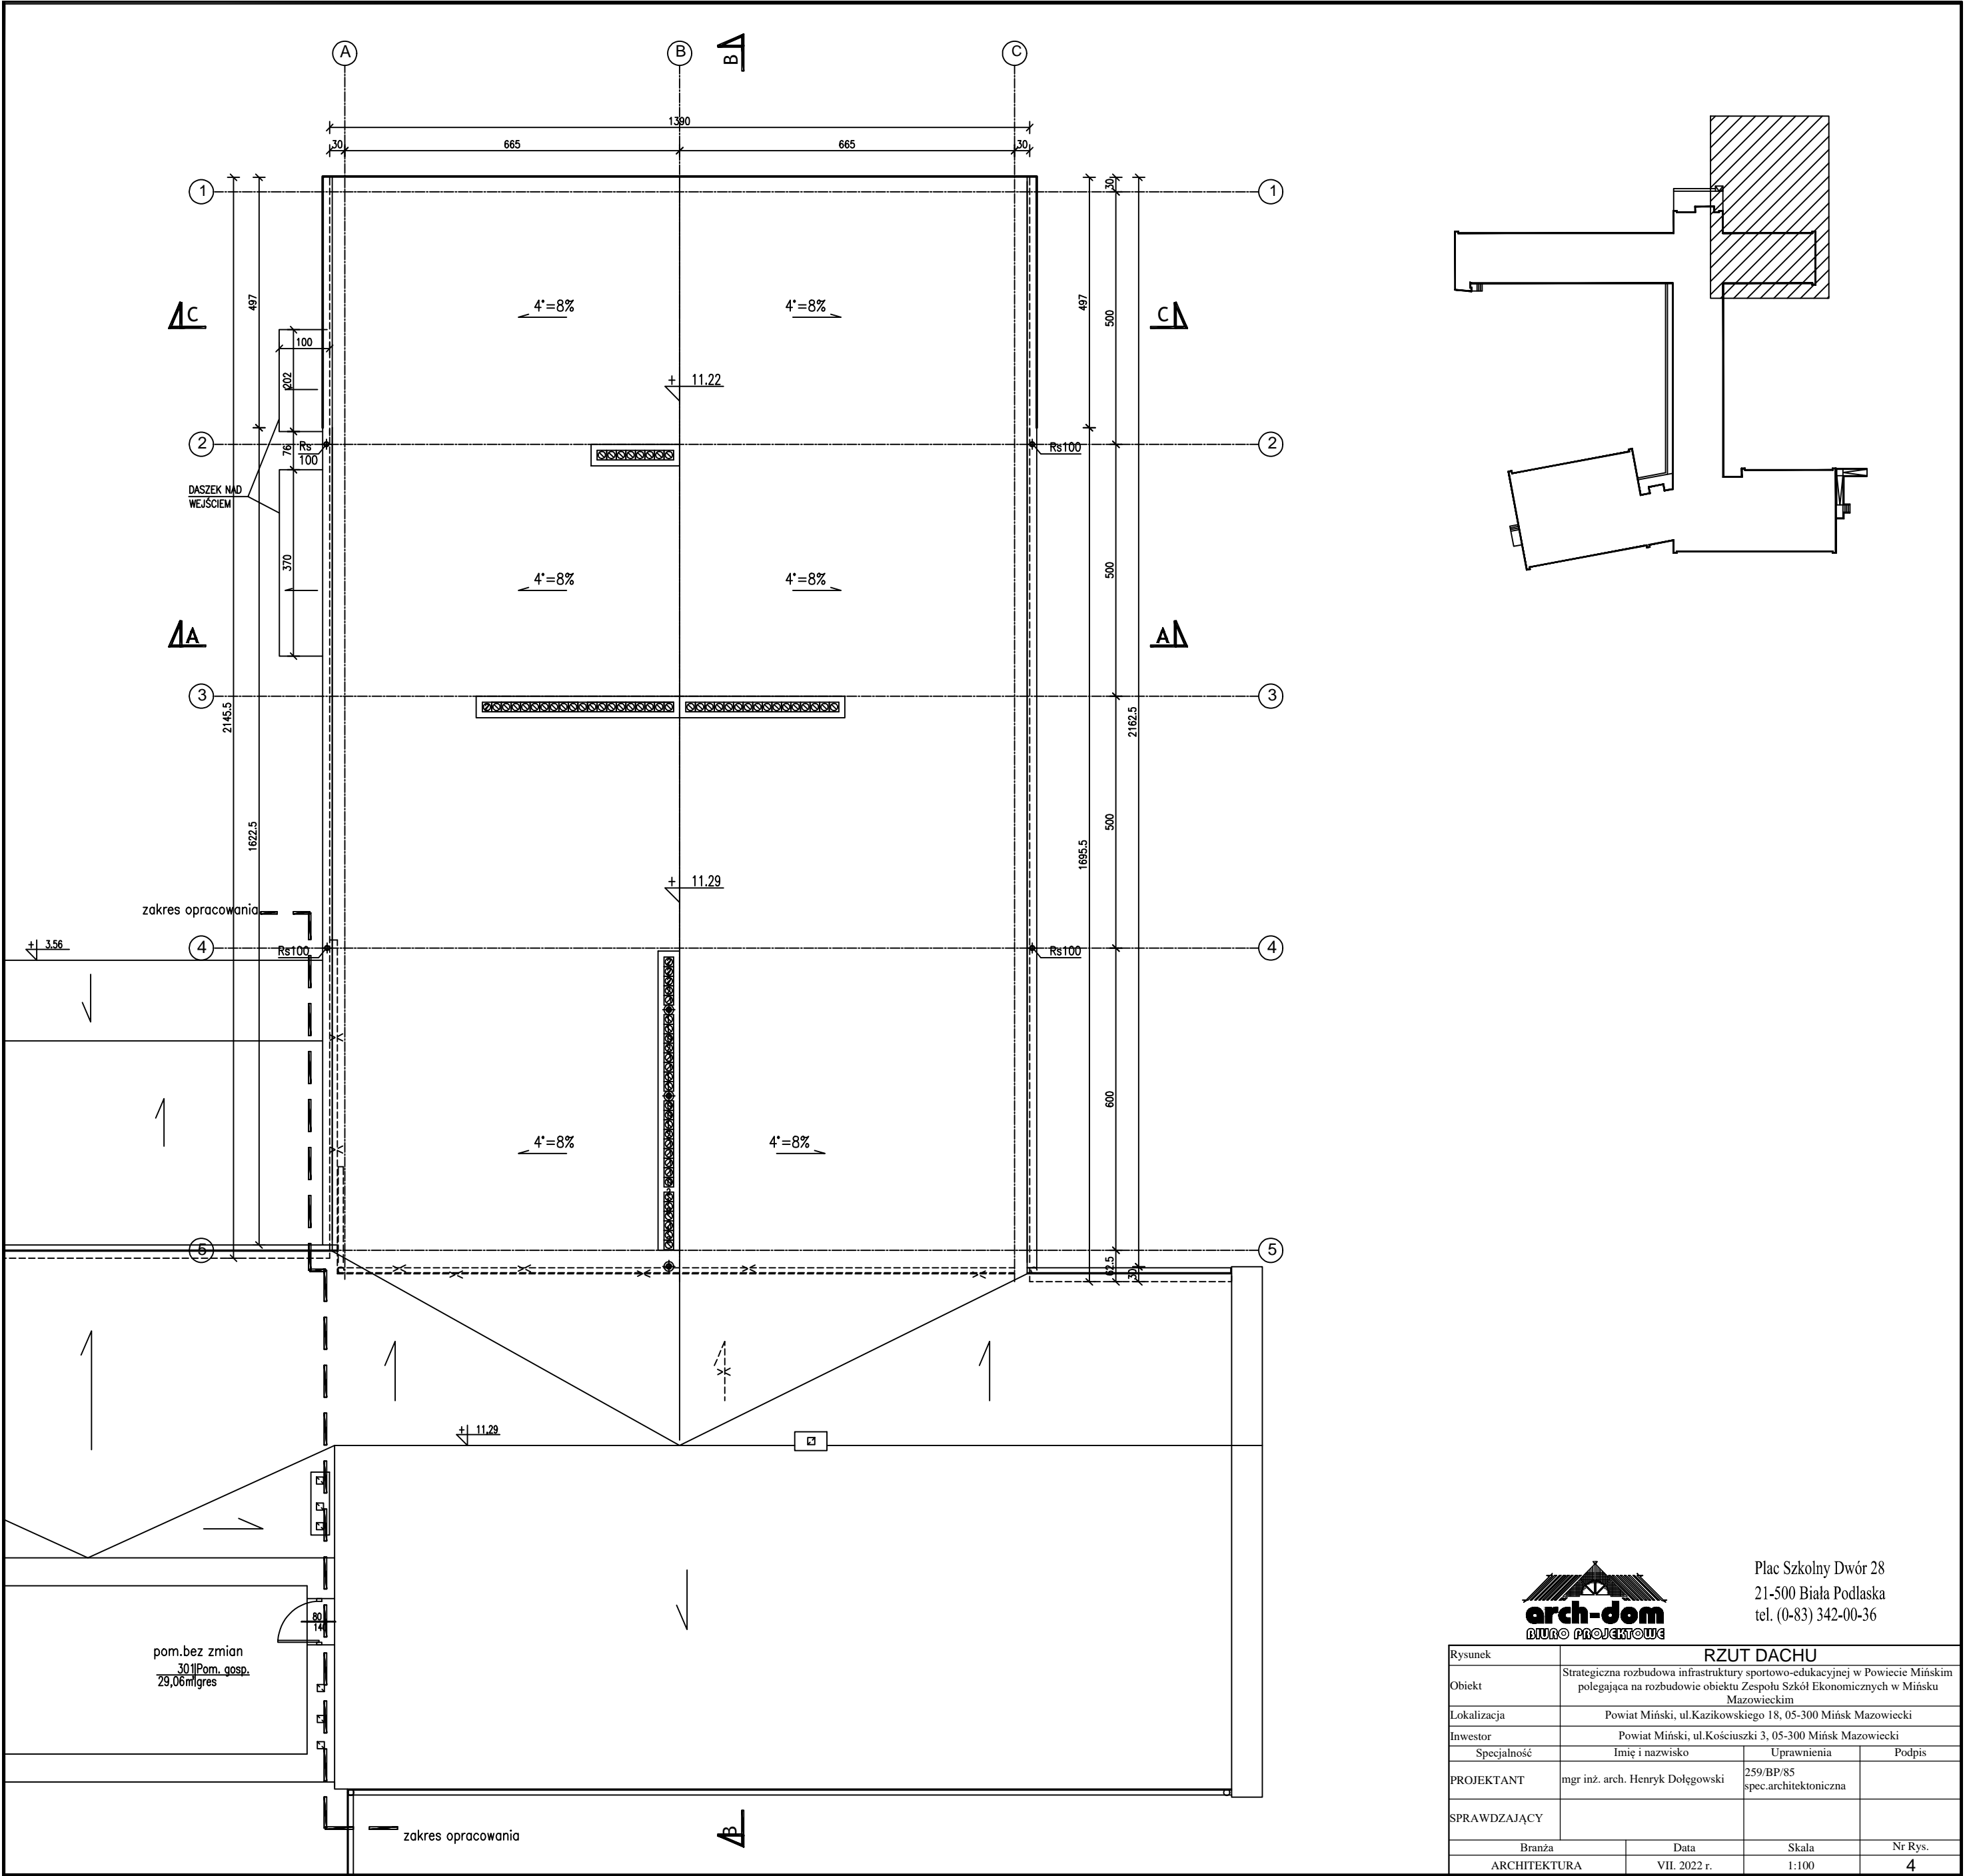 A
B
C
B
1390
30
665
665
30
1
1
30
497
497
500
C
C
4°=8%
4°=8%
100
202
+ 11.22
2
2
76
Rs
100
Rs100
DASZEK NAD
WEJŚCIEM
370
500
4°=8%
4°=8%
A
A
3
3
2145.5
2162.5
1622.5
1695.5
500
+ 11.29
zakres opracowania
+ 3.56
4
4
Rs100
Rs100
600
4°=8%
4°=8%
5
5
62.5
30
+ 11.29
80
pom.bez zmian
301 Pom. gosp.
29,06m gres
zakres opracowania
B
arch-dom
BIURO PROJEKTOWE
Plac Szkolny Dwór 28
21-500 Biała Podlaska
tel. (0-83) 342-00-36
Rysunek RZUT DACHU
Obiekt Strategiczna rozbudowa infrastruktury sportowo-edukacyjnej w Powiecie Mińskim
polegająca na rozbudowie obiektu Zespołu Szkół Ekonomicznych w Mińsku
Mazowieckim
Lokalizacja Powiat Miński, ul.Kazikowskiego 18, 05-300 Mińsk Mazowiecki
Inwestor Powiat Miński, ul.Kościuszki 3, 05-300 Mińsk Mazowiecki
Specjalność Imię i nazwisko Uprawnienia Podpis
PROJEKTANT mgr inż. arch. Henryk Dołęgowski 259/BP/85
spec.architektoniczna
SPRAWDZAJĄCY
Branża Data Skala Nr Rys.
ARCHITEKTURA VII. 2022 r. 1:100 4